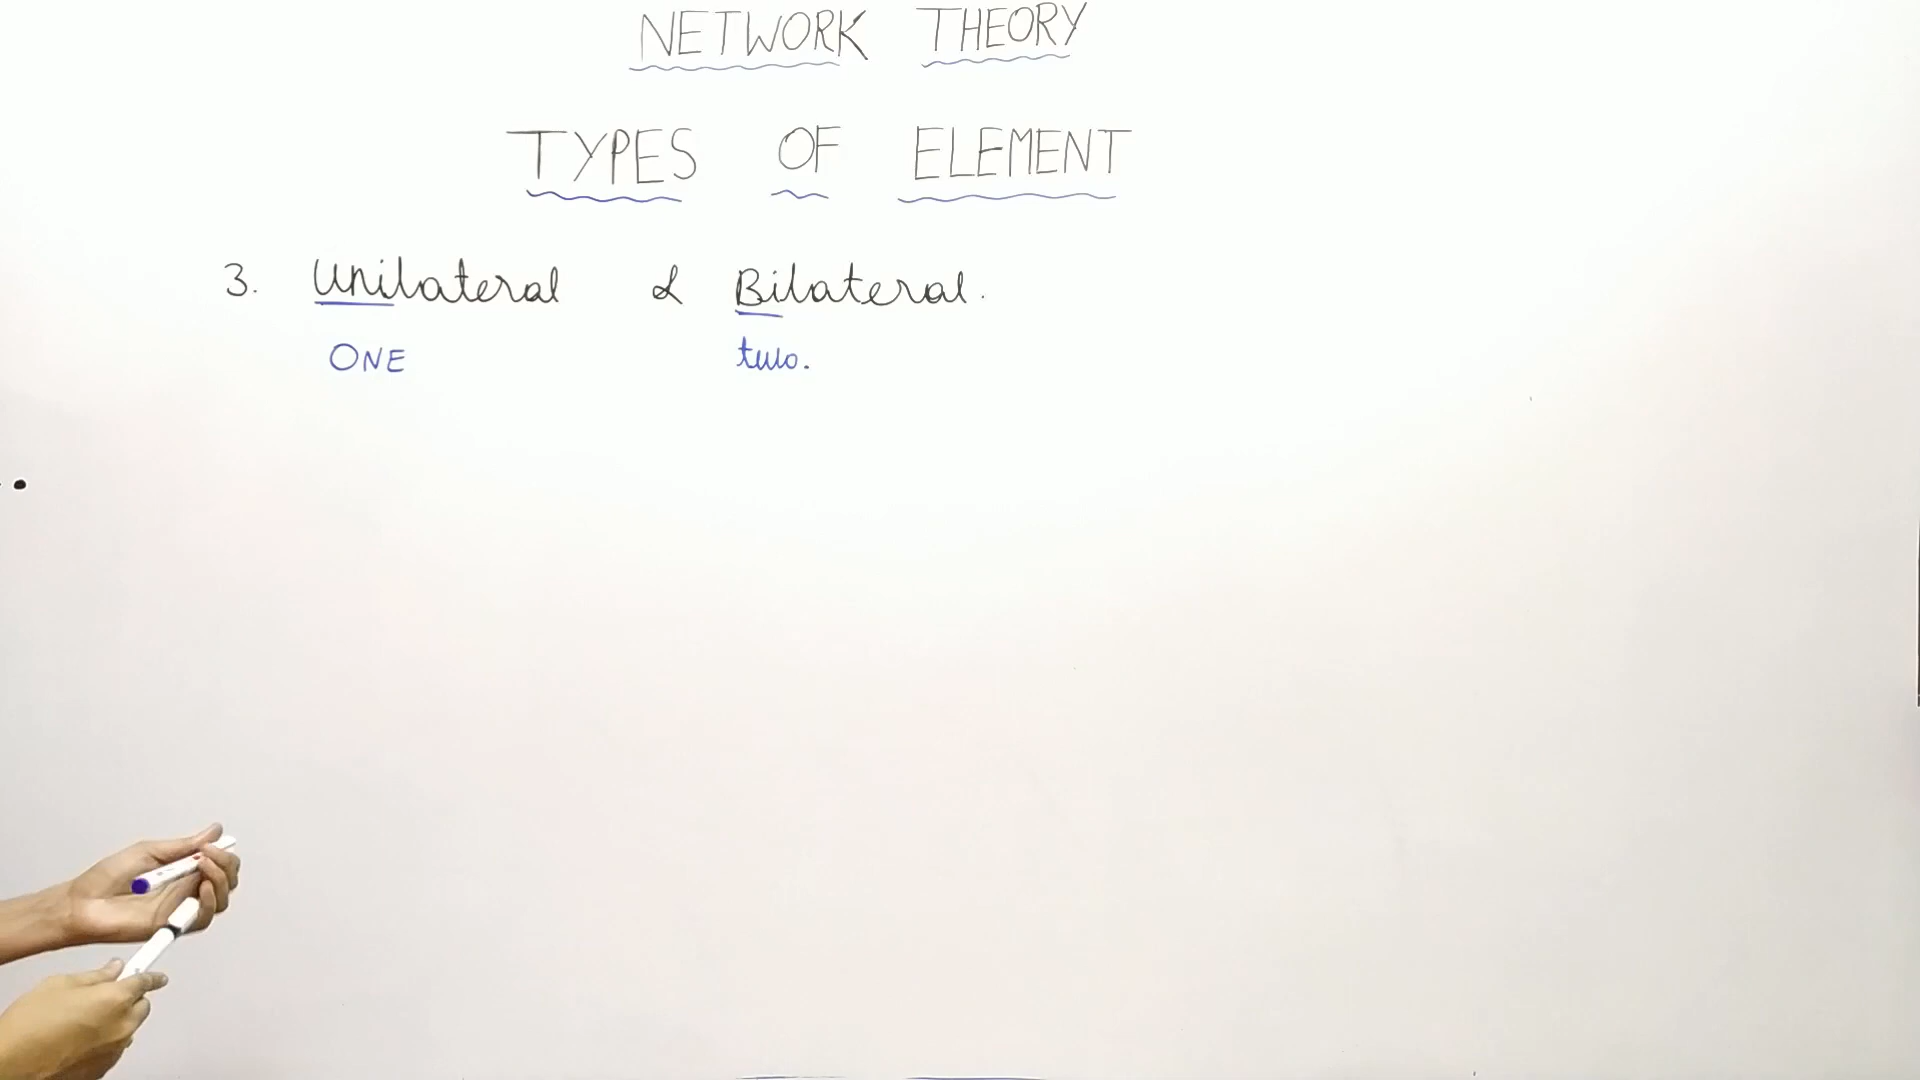 NETWORK THEORY
TYPES OF ELEMENT
3. Unilateral & Bilateral.
ONE two.